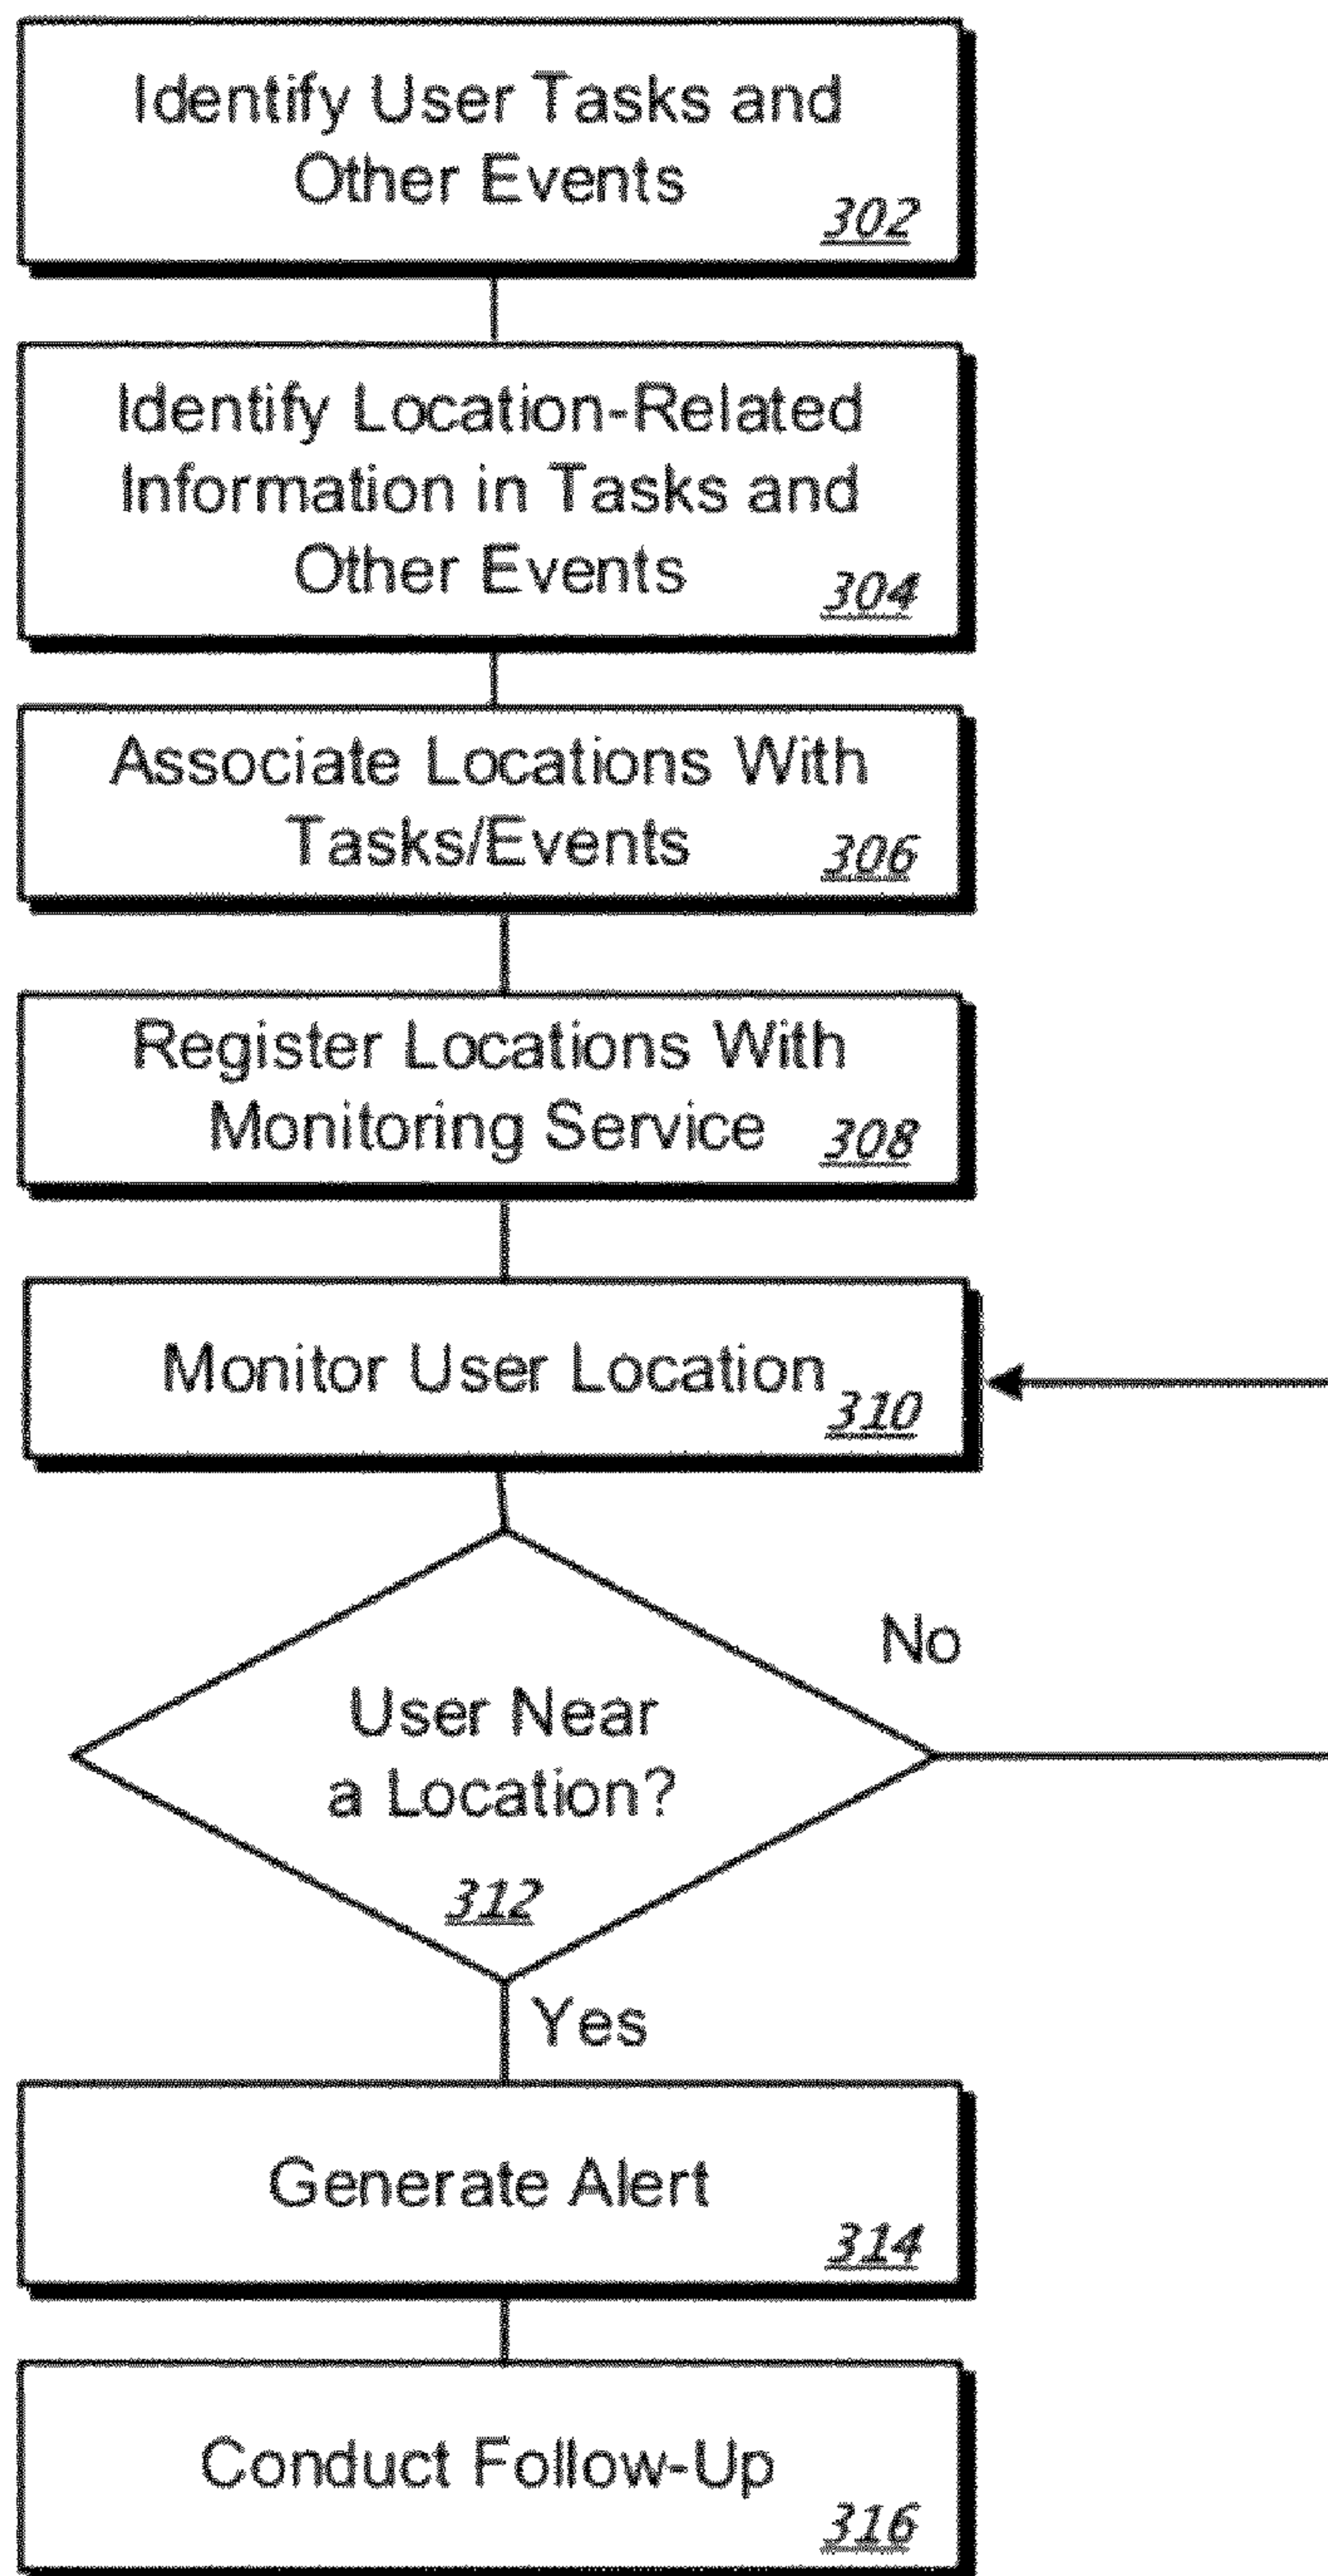 Identify User Tasks and
Other Events
302
Identify Location-Related
Information in Tasks and
Other Events
304
Associate Locations With
Tasks/Events
306
Register Locations With
Monitoring Service
308
Monitor User Location
310
No
User Near
a Location?
312
Yes
Generate Alert
314
Conduct Follow-Up
316